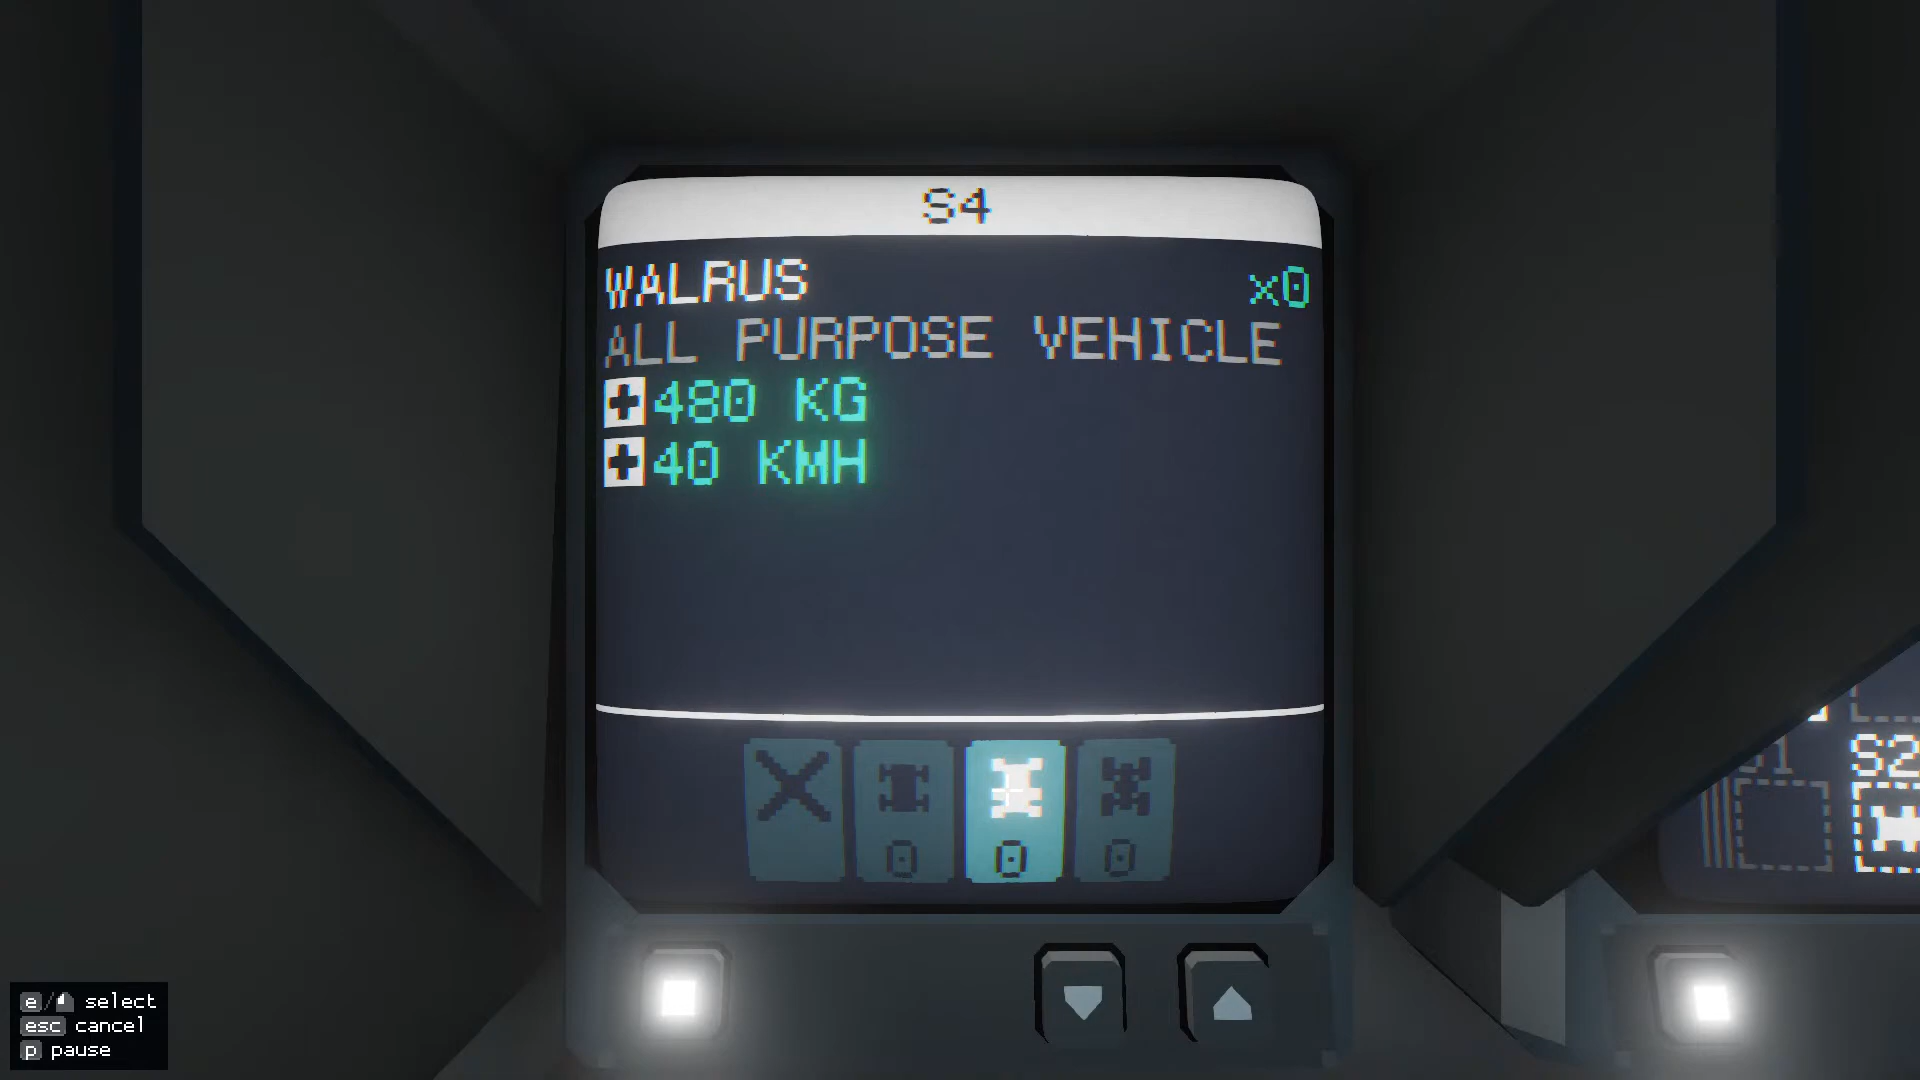 S4
WALRUS x0
ALL PURPOSE VEHICLE
480 KG
40 KMH
0 0 0
S2
e/ select
esc cancel
p pause